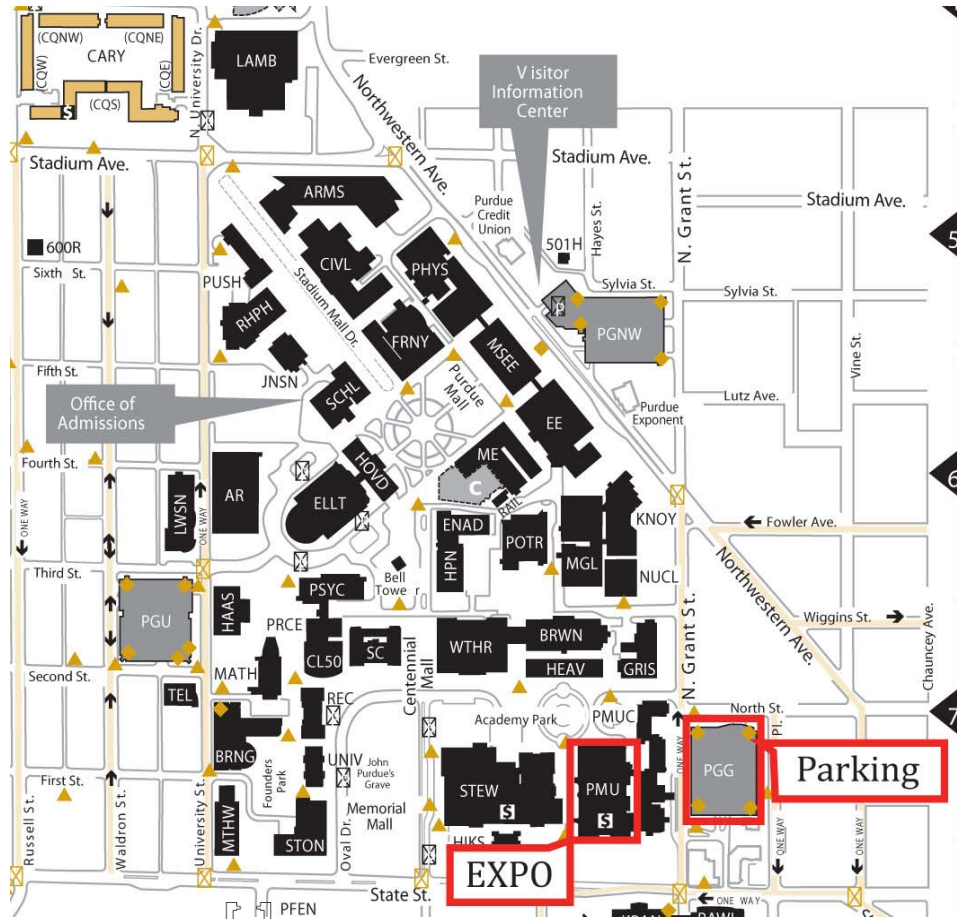 (CQNW)
(CQNE)
CARY
(CQW)
(CQE)
(CQS)
S
N. University Dr.
LAMB
Evergreen St.
Visitor
Information
Center
Northwestern Ave.
Stadium Ave.
Stadium Ave.
Stadium Ave.
N. Grant St.
ARMS
Purdue
Credit
Union
Hayes St.
501H
5
600R
Sixth St.
PUSH
CIVL
PHYS
Stadium Mall Dr.
RHPH
Sylvia St.
Sylvia St.
P
PGNW
FRNY
MSEE
JNSN
Fifth St.
SCHL
Purdue
Mall
Vine St.
Lutz Ave.
Office of
Admissions
Purdue
Exponent
EE
ME
HOVD
Fourth St.
6
C
RAIL
ELLT
AR
LWSN
ONE WAY
ONE WAY
ENAD
POTR
HPN
KNOY
MGL
NUCL
Fowler Ave.
Third St.
Bell
Tower
PSYC
PGU
HAAS
PRCE
SC
CL50
WTHR
BRWN
HEAV
GRIS
Northwestern Ave.
Wiggins St.
Chauncey Ave.
N. Grant St.
Second St.
MATH
TEL
REC
Centennial
Mall
Academy Park
PMUC
North St.
Pl.
7
BRNG
UNIV
John
Purdue's
Grave
Founders
Park
First St.
STEW
S
PMU
S
ONE WAY
PGG
Parking
Memorial
Mall
MTHW
STON
Oval Dr.
HIKS
EXPO
ONE WAY
ONE WAY
Russell St.
Waldron St.
University St.
State St.
ONE WAY
PFEN
KRAN
RAWL